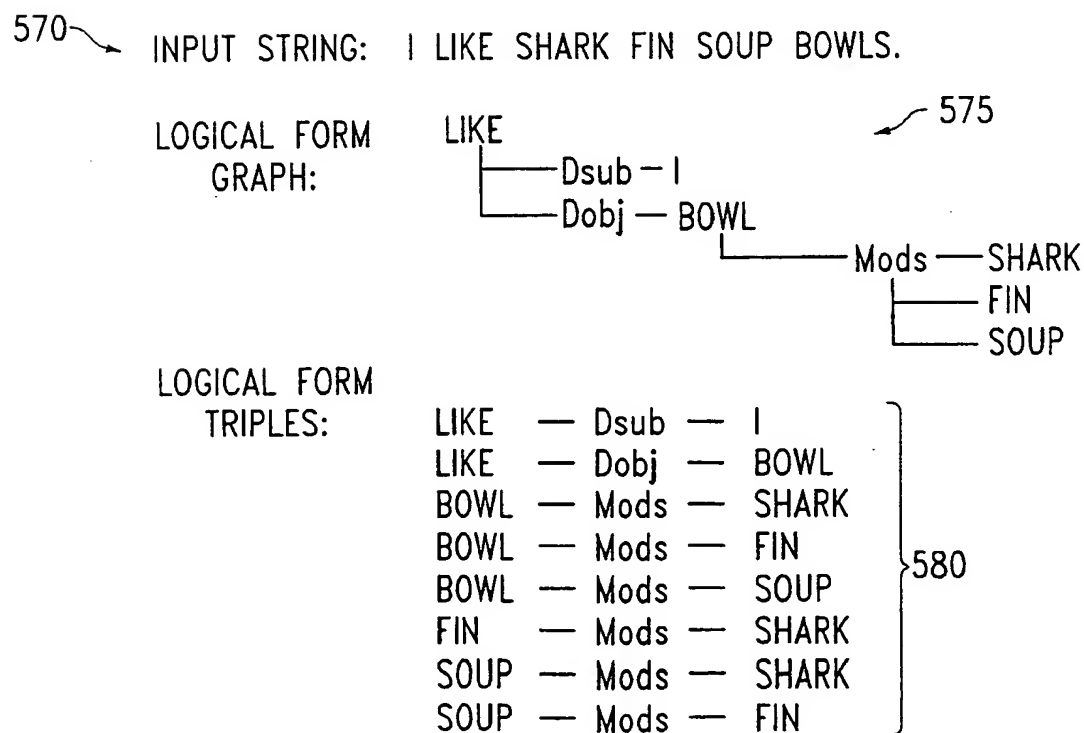 570 INPUT STRING: I LIKE SHARK FIN SOUP BOWLS.
575
LOGICAL FORM GRAPH:
LIKE
Dsub — I
Dobj — BOWL
Mods — SHARK
FIN
SOUP
LOGICAL FORM TRIPLES:
LIKE — Dsub — I
LIKE — Dobj — BOWL
BOWL — Mods — SHARK
BOWL — Mods — FIN
BOWL — Mods — SOUP
FIN — Mods — SHARK
SOUP — Mods — SHARK
SOUP — Mods — FIN
580